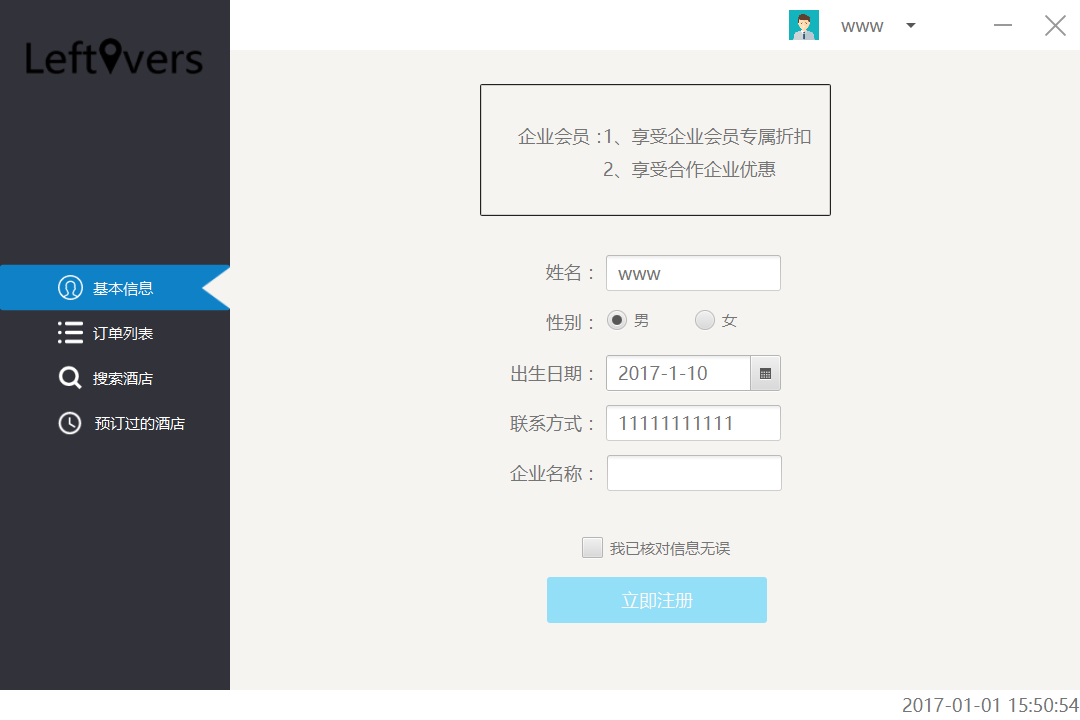 Left vers
www
企业会员：1、享受企业会员专属折扣
2、享受合作企业优惠
基本信息
订单列表
搜索酒店
预订过的酒店
姓名： www
性别： 男 女
出生日期： 2017-1-10
联系方式： 11111111111
企业名称：
我已核对信息无误
立即注册
2017-01-01 15:50:54